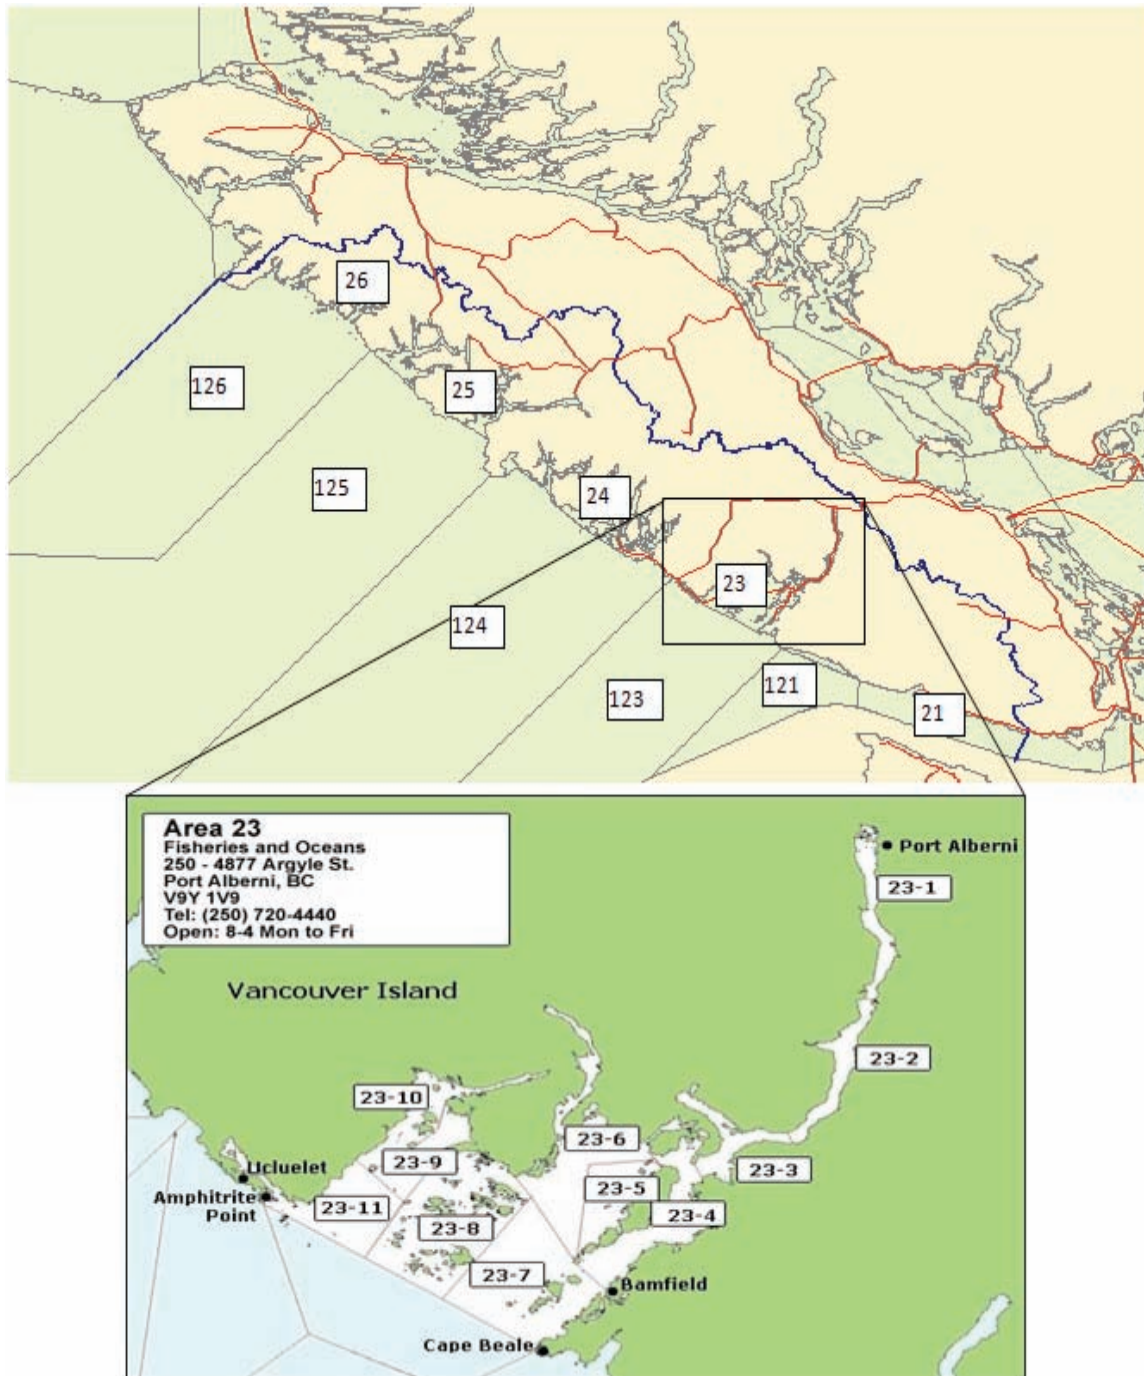 26
126
25
125
24
23
124
123
121
21
Area 23
Fisheries and Oceans
250 - 4877 Argyle St.
Port Alberni, BC
V9Y 1V9
Tel: (250) 720-4440
Open: 8-4 Mon to Fri
Port Alberni
23-1
Vancouver Island
23-2
23-10
23-6
23-9
Ucluelet
23-3
23-5
Amphitrite
Point
23-11
23-4
23-8
23-7
Bamfield
Cape Beale